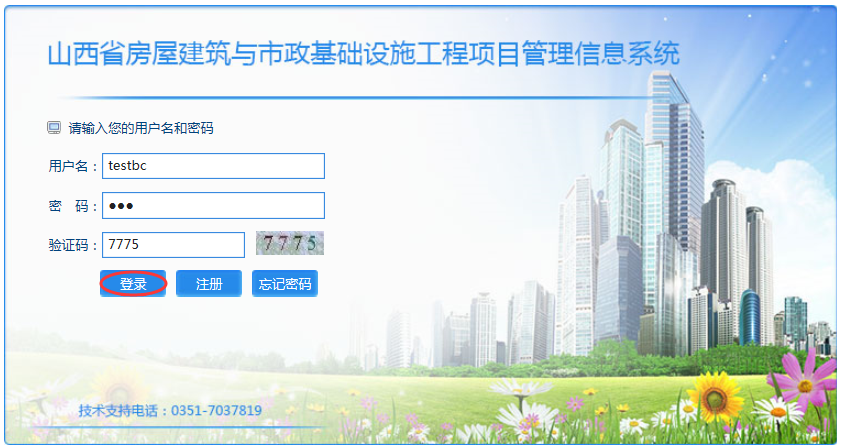 山西省房屋建筑与市政基础设施工程项目管理信息系统
请输入您的用户名和密码
用户名： testbc
密　码： ●●●
验证码： 7775 7775
登录 注册 忘记密码
技术支持电话：0351-7037819